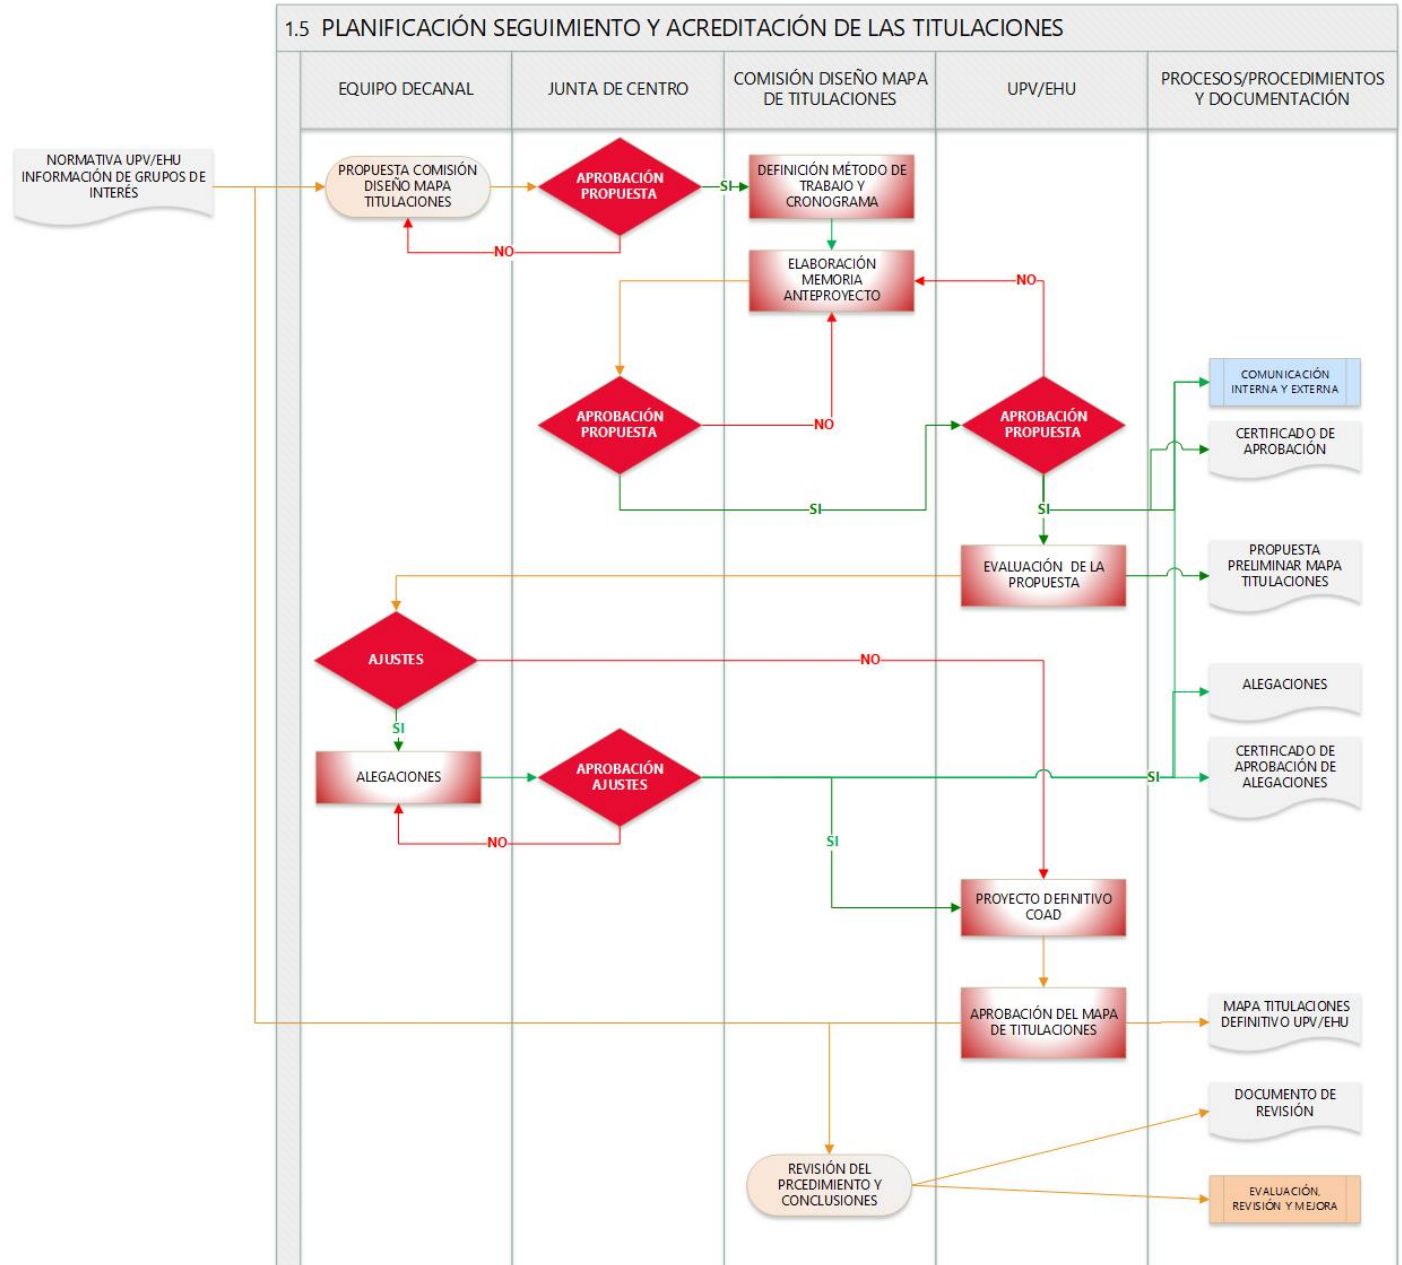 1.5 PLANIFICACIÓN SEGUIMIENTO Y ACREDITACIÓN DE LAS TITULACIONES
EQUIPO DECANAL
JUNTA DE CENTRO
COMISIÓN DISEÑO MAPA
DE TITULACIONES
UPV/EHU
PROCESOS/PROCEDIMIENTOS
Y DOCUMENTACIÓN
NORMATIVA UPV/EHU
INFORMACIÓN DE GRUPOS DE
INTERÉS
PROPUESTA COMISIÓN
DISEÑO MAPA
TITULACIONES
APROBACIÓN
PROPUESTA
SI
DEFINICIÓN MÉTODO DE
TRABAJO Y
CRONOGRAMA
NO
ELABORACIÓN
MEMORIA
ANTEPROYECTO
NO
APROBACIÓN
PROPUESTA
NO
APROBACIÓN
PROPUESTA
COMUNICACIÓN
INTERNA Y EXTERNA
CERTIFICADO DE
APROBACIÓN
SI
SI
EVALUACIÓN DE LA
PROPUESTA
PROPUESTA
PRELIMINAR MAPA
TITULACIONES
AJUSTES
NO
ALEGACIONES
SI
ALEGACIONES
APROBACIÓN
AJUSTES
SI
CERTIFICADO DE
APROBACIÓN DE
ALEGACIONES
NO
SI
PROYECTO DEFINITIVO
COAD
APROBACIÓN DEL MAPA
DE TITULACIONES
MAPA TITULACIONES
DEFINITIVO UPV/EHU
DOCUMENTO DE
REVISIÓN
REVISIÓN DEL
PRCEDIMIENTO Y
CONCLUSIONES
EVALUACIÓN,
REVISIÓN Y MEJORA